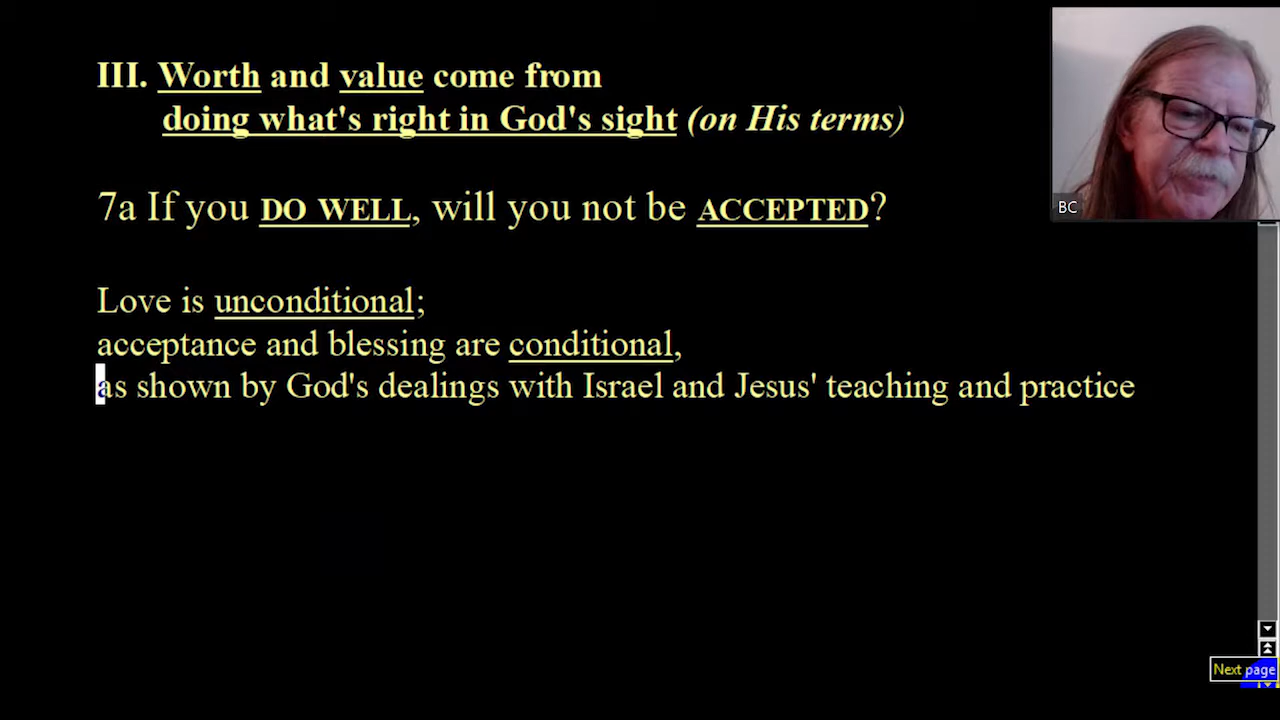 III. Worth and value come from
doing what's right in God's sight (on His terms)
7a If you DO WELL, will you not be ACCEPTED?
Love is unconditional;
acceptance and blessing are conditional,
as shown by God's dealings with Israel and Jesus' teaching and practice
BC
Next page